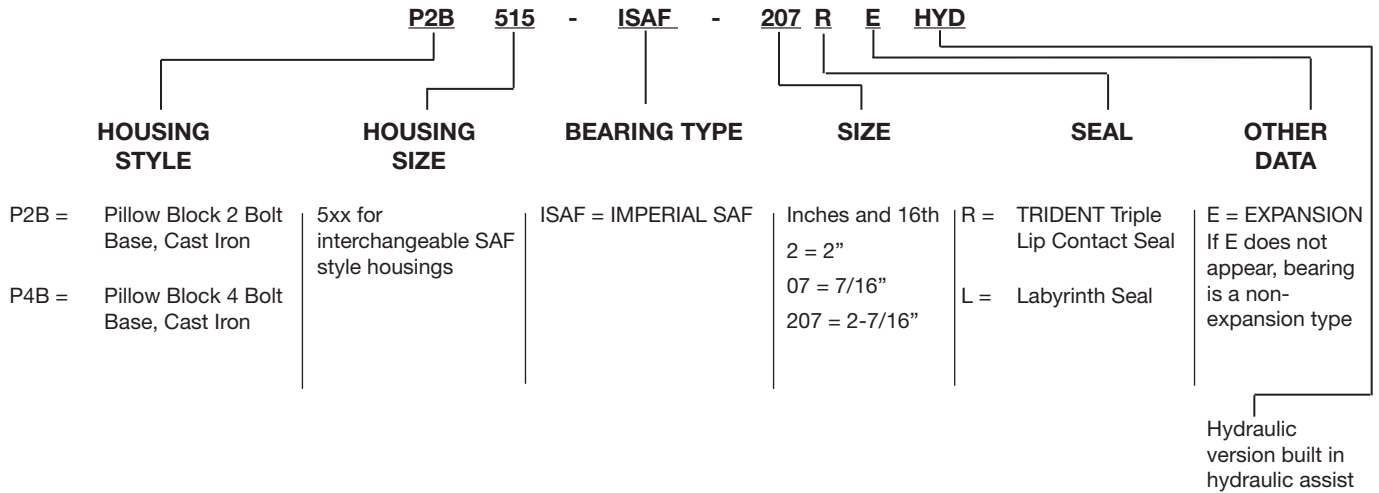 P2B 515 - ISAF - 207 R E HYD
HOUSING STYLE
HOUSING SIZE
BEARING TYPE
SIZE
SEAL
OTHER DATA
P2B = Pillow Block 2 Bolt
Base, Cast Iron
P4B = Pillow Block 4 Bolt
Base, Cast Iron
5xx for
interchangeable SAF
style housings
ISAF = IMPERIAL SAF
Inches and 16th
2 = 2”
07 = 7/16”
207 = 2-7/16”
R = TRIDENT Triple
Lip Contact Seal
L = Labyrinth Seal
E = EXPANSION
If E does not
appear, bearing
is a non-
expansion type
Hydraulic
version built in
hydraulic assist